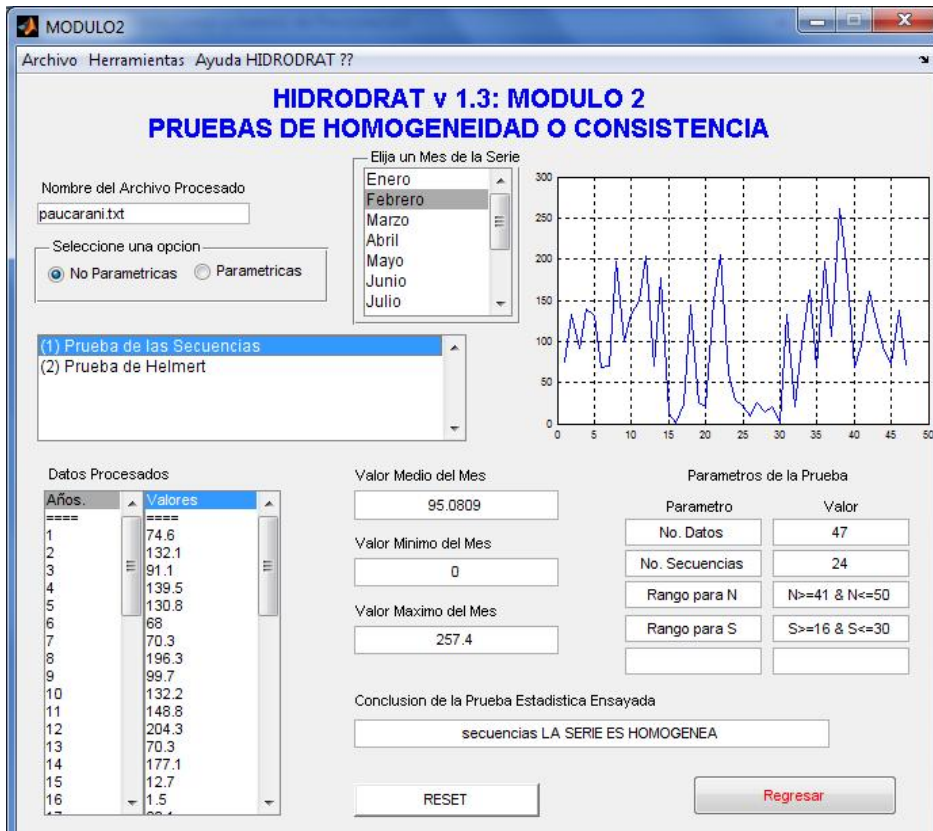 MODULO2
Archivo Herramientas Ayuda HIDRODRAT ??
HIDRODRAT v 1.3: MODULO 2
PRUEBAS DE HOMOGENEIDAD O CONSISTENCIA
Nombre del Archivo Procesado
paucarani.txt
Seleccione una opcion
No Parametricas Parametricas
Elija un Mes de la Serie
Enero
Febrero
Marzo
Abril
Mayo
Junio
Julio
300
250
200
150
100
50
0
0 5 10 15 20 25 30 35 40 45 50
(1) Prueba de las Secuencias
(2) Prueba de Helmert
Datos Procesados
Años. Valores
==== ====
1 74.6
2 132.1
3 91.1
4 139.5
5 130.8
6 68
7 70.3
8 196.3
9 99.7
10 132.2
11 148.8
12 204.3
13 70.3
14 177.1
15 12.7
16 1.5
Valor Medio del Mes
95.0809
Valor Minimo del Mes
0
Valor Maximo del Mes
257.4
Parametros de la Prueba
Parametro Valor
No. Datos 47
No. Secuencias 24
Rango para N N>=41 & N<=50
Rango para S S>=16 & S<=30
Conclusion de la Prueba Estadistica Ensayada
secuencias LA SERIE ES HOMOGENEA
RESET
Regresar